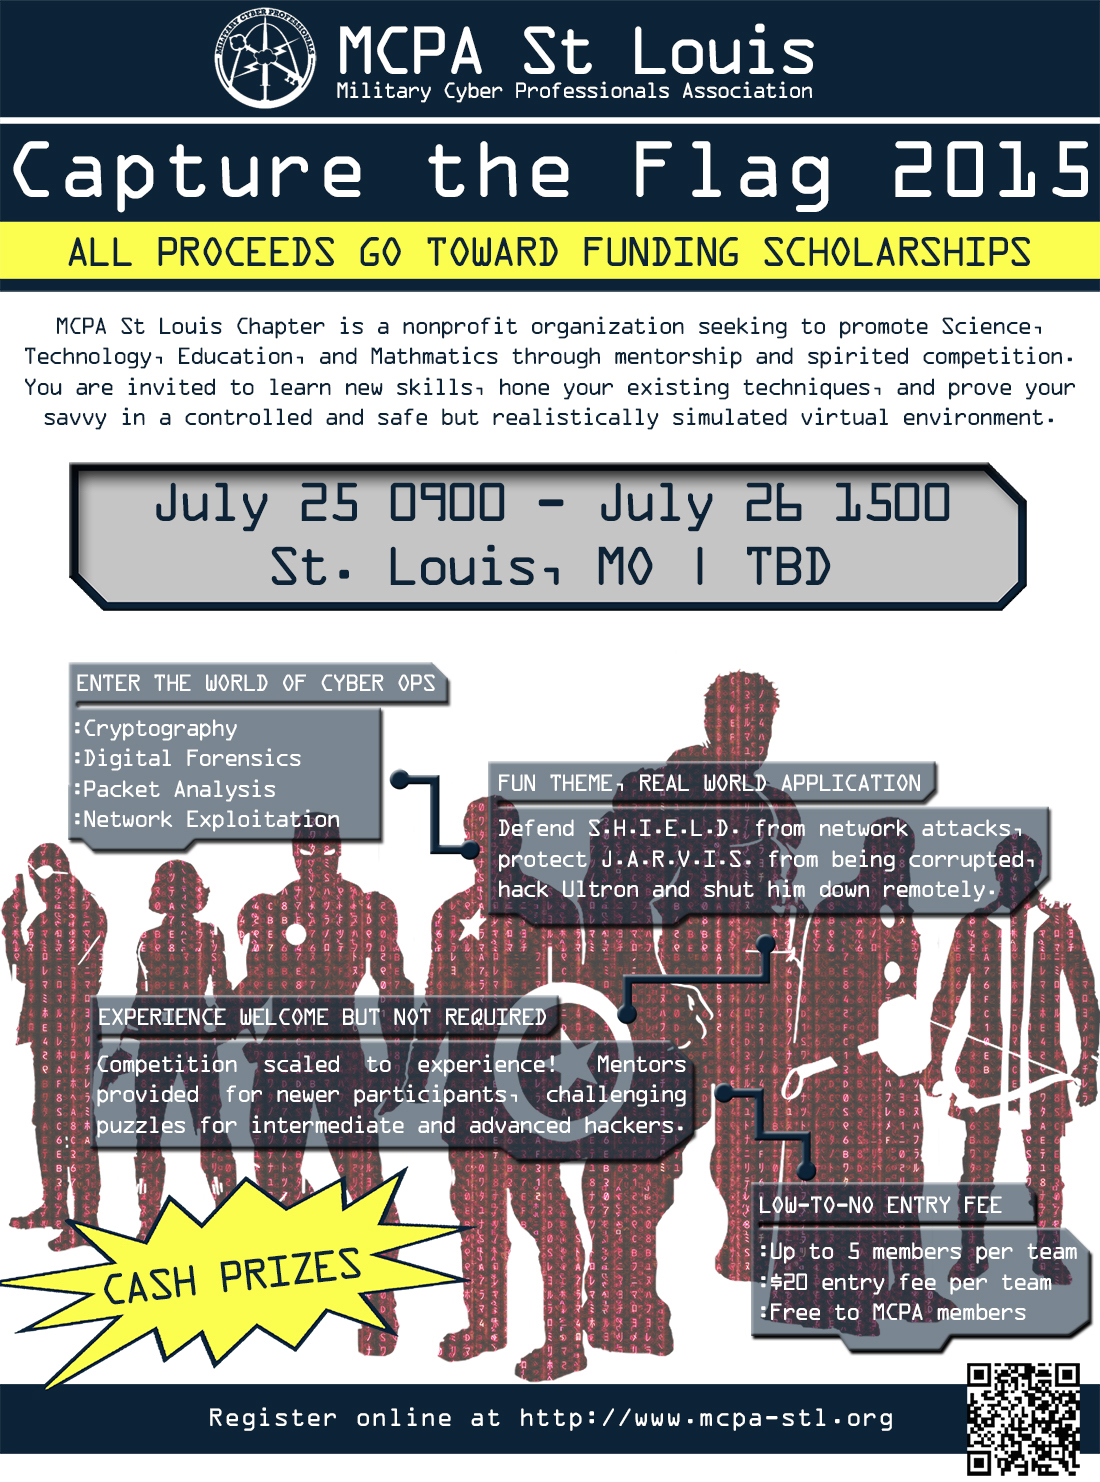 MILITARY CYBER PROFESSIONALS
MCPA St Louis
Military Cyber Professionals Association
Capture the Flag 2015
ALL PROCEEDS GO TOWARD FUNDING SCHOLARSHIPS
MCPA St Louis Chapter is a nonprofit organization seeking to promote Science,
Technology, Education, and Mathmatics through mentorship and spirited competition.
You are invited to learn new skills, hone your existing techniques, and prove your
savvy in a controlled and safe but realistically simulated virtual environment.
July 25 0900 - July 26 1500
St. Louis, MO | TBD
ENTER THE WORLD OF CYBER OPS
:Cryptography
:Digital Forensics
:Packet Analysis
:Network Exploitation
FUN THEME, REAL WORLD APPLICATION
Defend S.H.I.E.L.D. from network attacks,
protect J.A.R.V.I.S. from being corrupted,
hack Ultron and shut him down remotely.
EXPERIENCE WELCOME BUT NOT REQUIRED
Competition scaled to experience! Mentors
provided for newer participants, challenging
puzzles for intermediate and advanced hackers.
LOW-TO-NO ENTRY FEE
:Up to 5 members per team
:$20 entry fee per team
:Free to MCPA members
CASH PRIZES
Register online at http://www.mcpa-stl.org